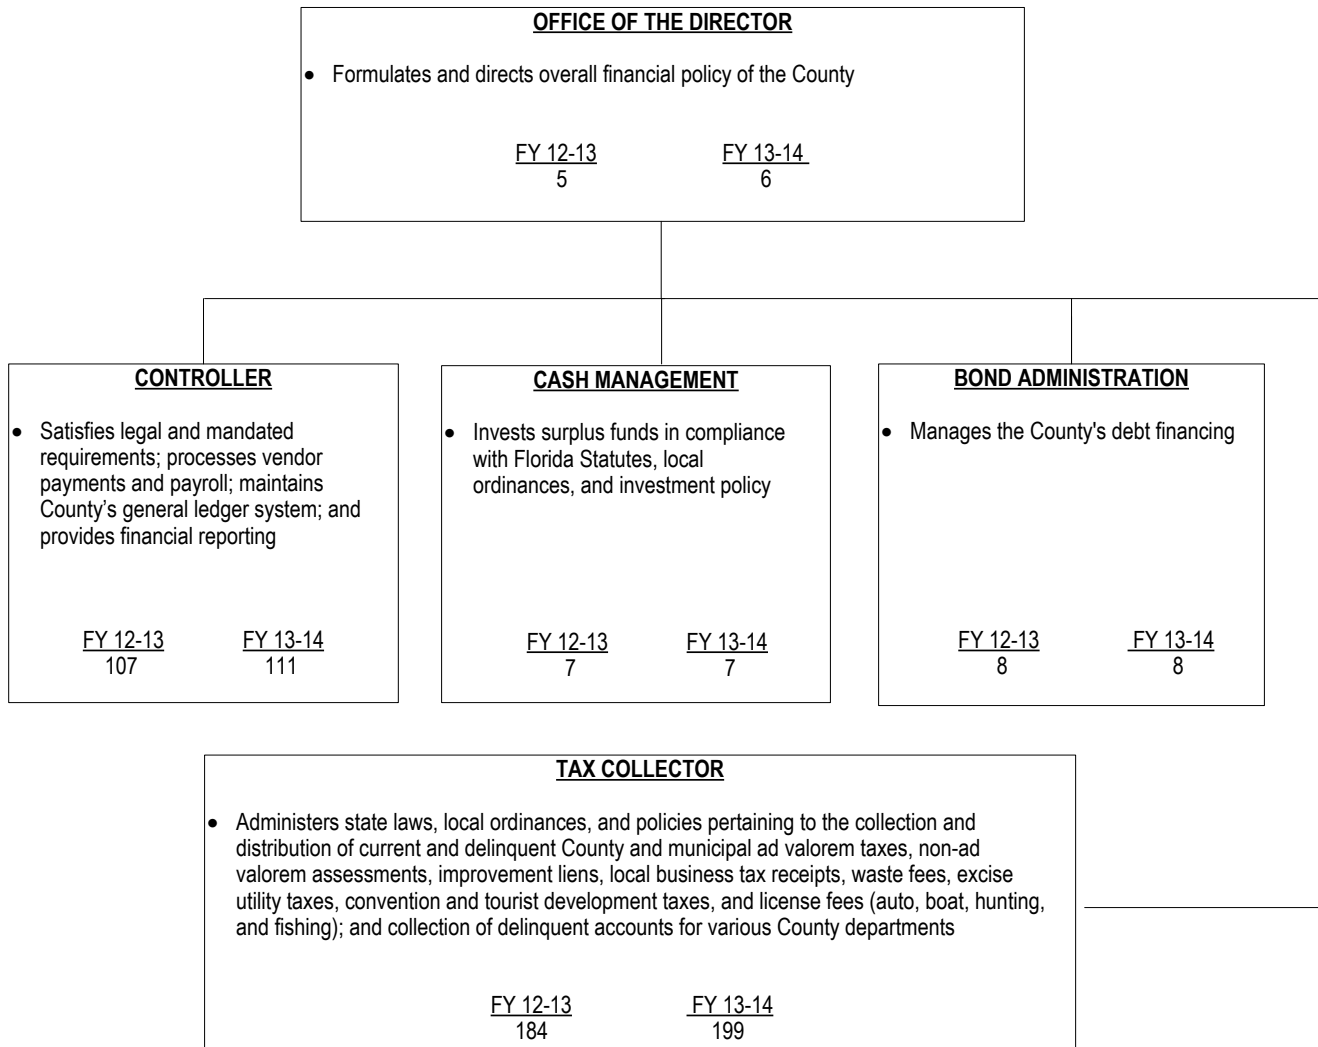 OFFICE OF THE DIRECTOR
• Formulates and directs overall financial policy of the County
FY 12-13 FY 13-14
5 6
CONTROLLER
• Satisfies legal and mandated
requirements; processes vendor
payments and payroll; maintains
County’s general ledger system; and
provides financial reporting
FY 12-13 FY 13-14
107 111
CASH MANAGEMENT
• Invests surplus funds in compliance
with Florida Statutes, local
ordinances, and investment policy
FY 12-13 FY 13-14
7 7
BOND ADMINISTRATION
• Manages the County's debt financing
FY 12-13 FY 13-14
8 8
TAX COLLECTOR
• Administers state laws, local ordinances, and policies pertaining to the collection and
distribution of current and delinquent County and municipal ad valorem taxes, non-ad
valorem assessments, improvement liens, local business tax receipts, waste fees, excise
utility taxes, convention and tourist development taxes, and license fees (auto, boat, hunting,
and fishing); and collection of delinquent accounts for various County departments
FY 12-13 FY 13-14
184 199